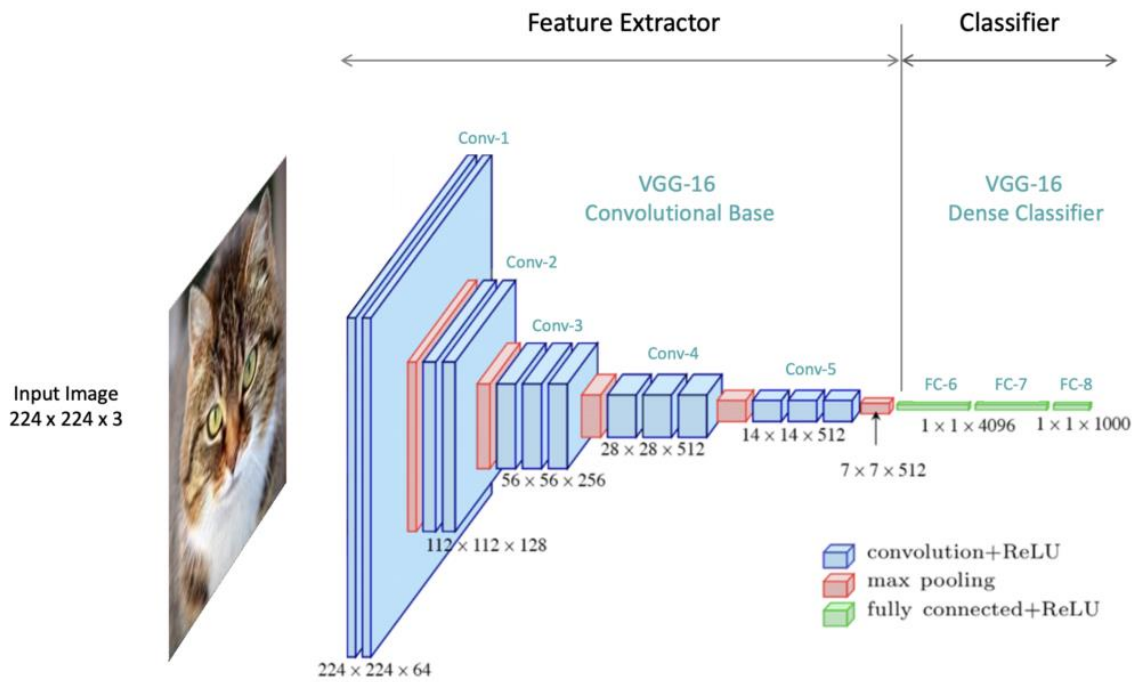 Feature Extractor
Classifier
Conv-1
VGG-16
Convolutional Base
VGG-16
Dense Classifier
Conv-2
Conv-3
Conv-4
Conv-5
FC-6
FC-7
FC-8
Input Image
224 x 224 x 3
1 × 1 × 4096
1 × 1 × 1000
14 × 14 × 512
28 × 28 × 512
7 × 7 × 512
56 × 56 × 256
112 × 112 × 128
224 × 224 × 64
convolution+ReLU
max pooling
fully connected+ReLU